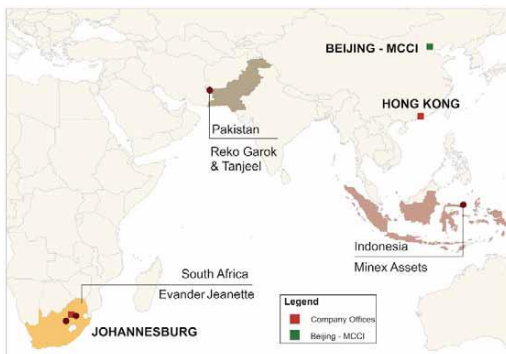 BEIJING - MCCI
HONG KONG
Pakistan
Reko Garok
& Tanjeel
Indonesia
Minex Assets
South Africa
Evander Jeanette
JOHANNESBURG
Legend
Company Offices
Beijing - MCCI